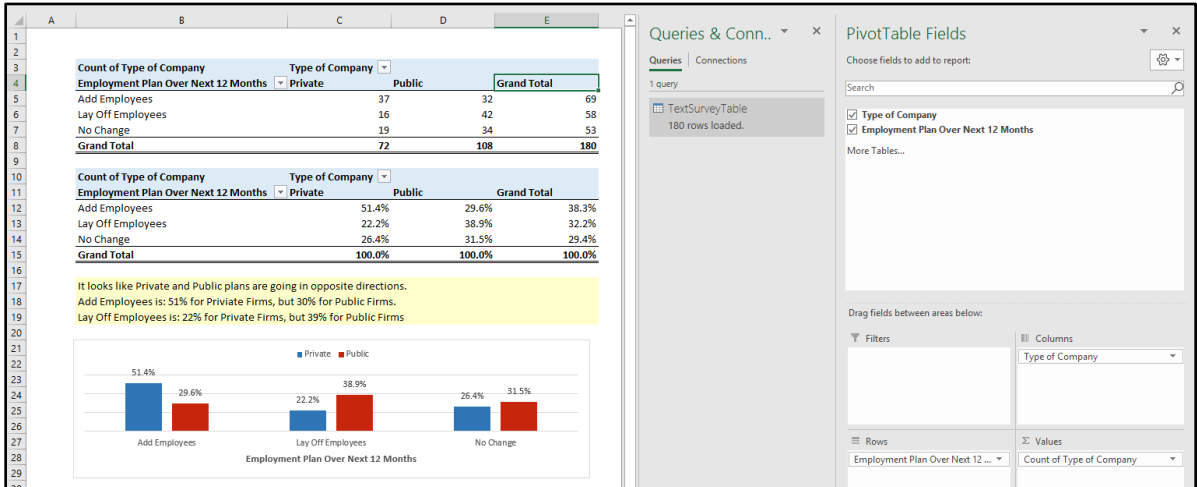 A B C D E
1
2
3 Count of Type of Company Type of Company
4 Employment Plan Over Next 12 Months Private Public Grand Total
5 Add Employees 37 32 69
6 Lay Off Employees 16 42 58
7 No Change 19 34 53
8 Grand Total 72 108 180
9
10 Count of Type of Company Type of Company
11 Employment Plan Over Next 12 Months Private Public Grand Total
12 Add Employees 51.4% 29.6% 38.3%
13 Lay Off Employees 22.2% 38.9% 32.2%
14 No Change 26.4% 31.5% 29.4%
15 Grand Total 100.0% 100.0% 100.0%
16
17 It looks like Private and Public plans are going in opposite directions.
18 Add Employees is: 51% for Priviate Firms, but 30% for Public Firms.
19 Lay Off Employees is: 22% for Private Firms, but 39% for Public Firms
20
21
22
23
24
25
26
27
28
29
Private Public
51.4% 29.6% 22.2% 38.9% 26.4% 31.5%
Add Employees Lay Off Employees No Change
Employment Plan Over Next 12 Months
Queries & Conn..
Queries Connections
1 query
TextSurveyTable
180 rows loaded.
PivotTable Fields
Choose fields to add to report:
Search
Type of Company
Employment Plan Over Next 12 Months
More Tables...
Drag fields between areas below:
Filters
Columns
Type of Company
Rows
Employment Plan Over Next 12 ...
Σ Values
Count of Type of Company